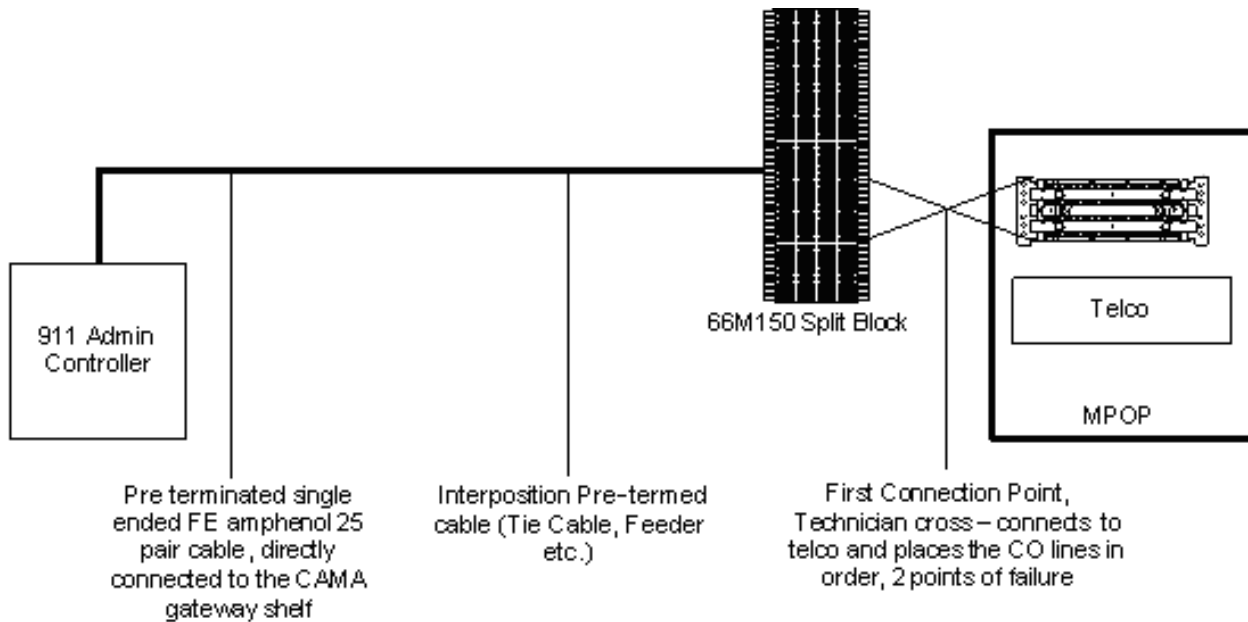 66M150 Split Block
911 Admin
Controller
Telco
MPOP
Pre terminated single
ended FE amphenol 25
pair cable, directly
connected to the CAMA
gateway shelf
Interposition Pre-termed
cable (Tie Cable, Feeder
etc.)
First Connection Point,
Technician cross-connects to
telco and places the CO lines in
order, 2 points of failure